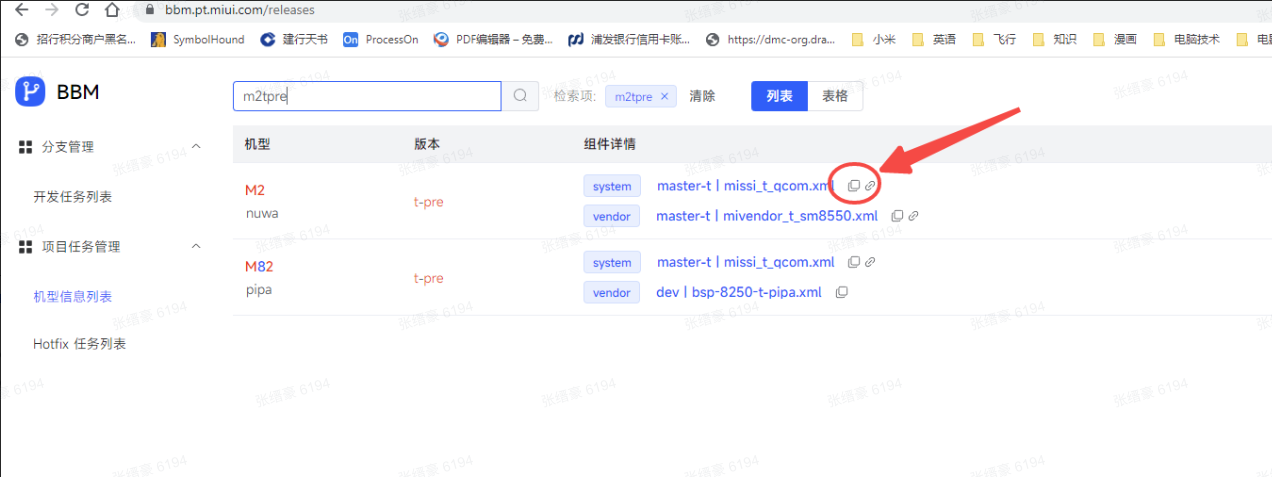 bbm.pt.miui.com/releases
招行积分商户黑名... SymbolHound 建行天书 On ProcessOn PDF编辑器 – 免费... 浦发银行信用卡账... https://dmc-org.dra... 小米 英语 飞行 知识 漫画 电脑技术 电脑
BBM
m2tpre 检索项: m2tpre × 清除 列表 表格
分支管理
开发任务列表
项目任务管理
机型信息列表
Hotfix 任务列表
机型 版本 组件详情
M2
nuwa
t-pre
system master-t | missi_t_qcom.xml
vendor master-t | mivendor_t_sm8550.xml
M82
pipa
t-pre
system master-t | missi_t_qcom.xml
vendor dev | bsp-8250-t-pipa.xml